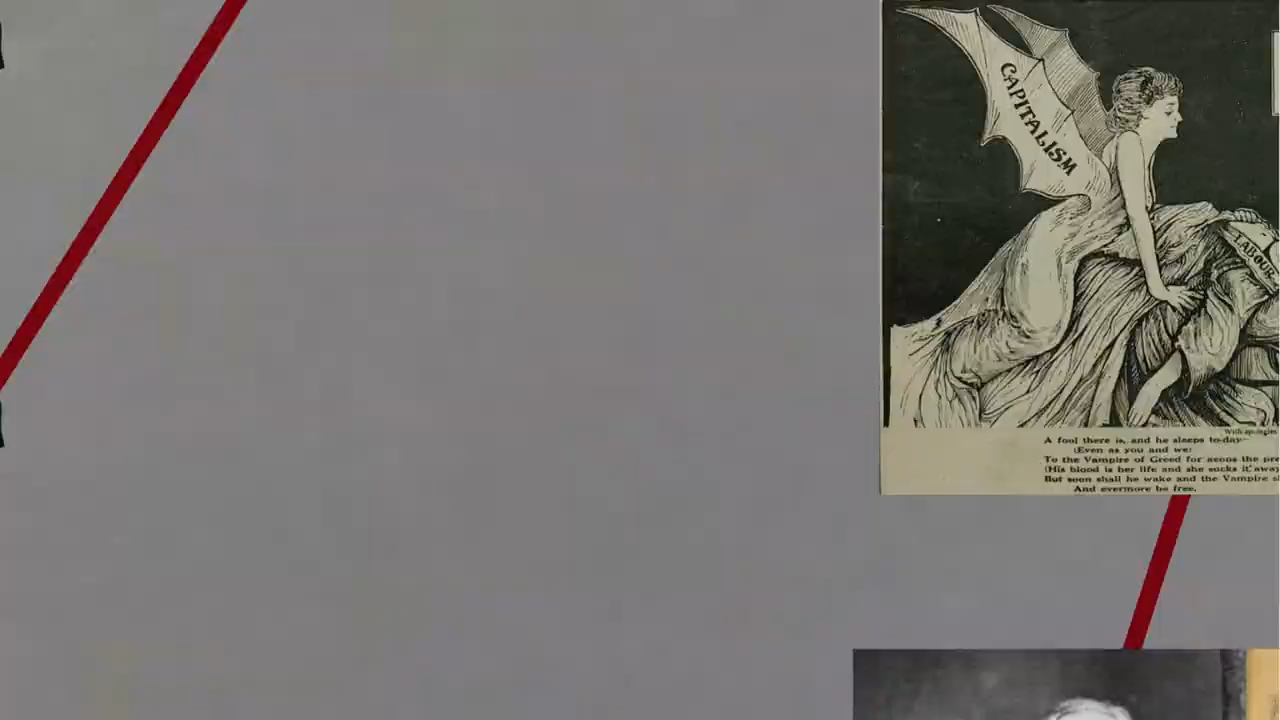 CAPITALISM
LABOUR
With apologies
A fool there is, and he sleeps to-day—
(Even as you and we)
To the Vampire of Greed for aeons the
(His blood is her life and she sucks it away
But soon shall he wake and the Vampire
And evermore be free.